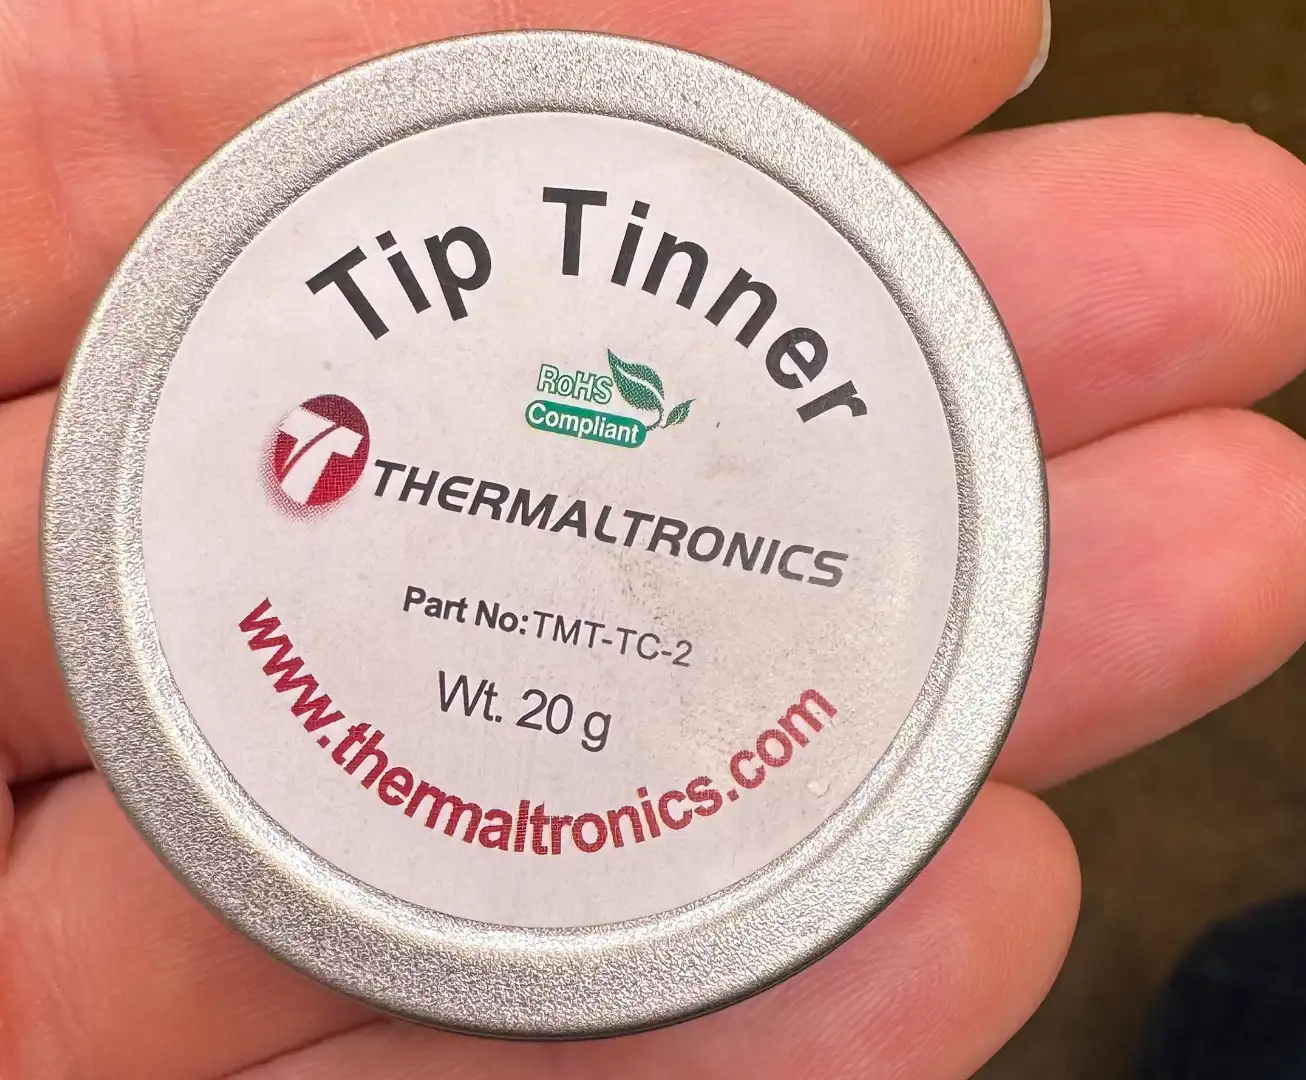 Tip Tinner
RoHS
Compliant
THERMALTRONICS
Part No:TMT-TC-2
Wt. 20 g
www.thermaltronics.com